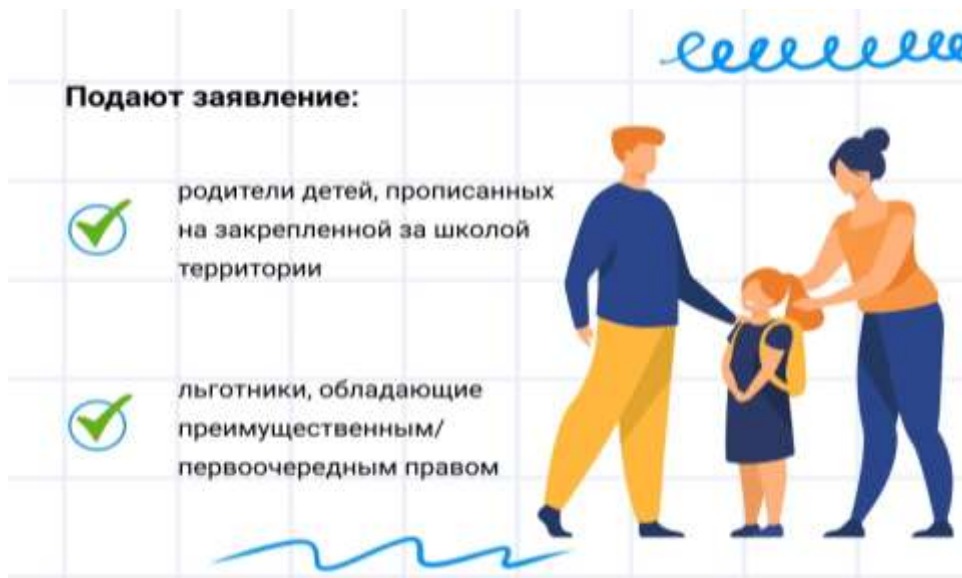 Подают заявление:
родители детей, прописанных
на закрепленной за школой
территории
льготники, обладающие
преимущественным/
первоочередным правом